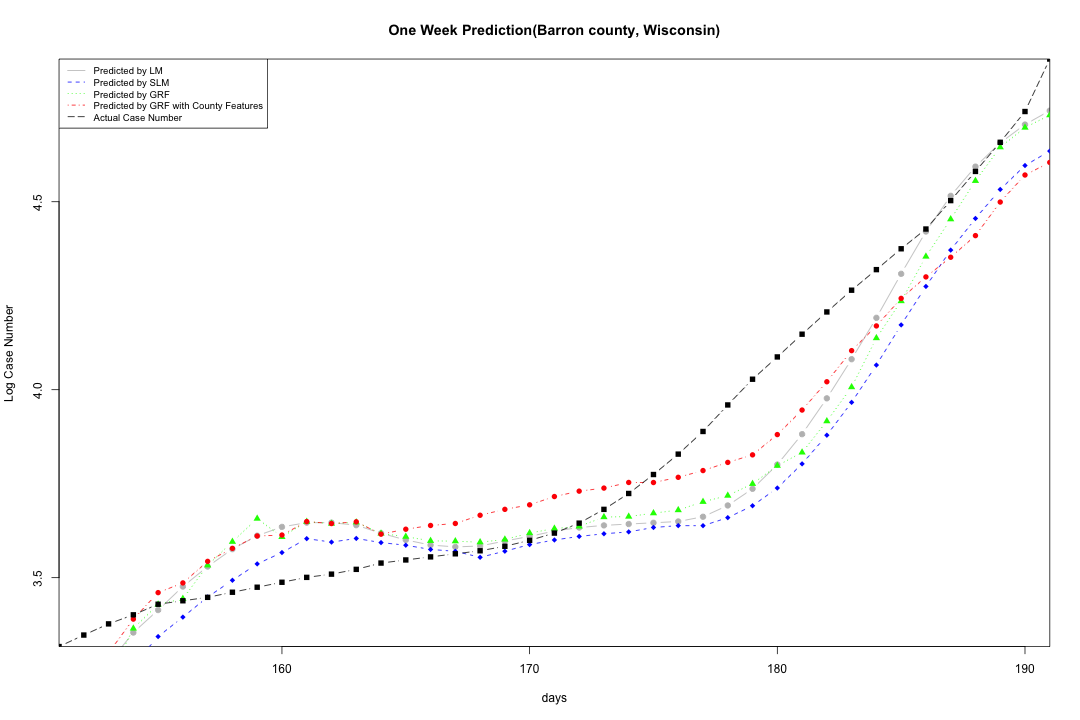 One Week Prediction(Barron county, Wisconsin)
Predicted by LM
Predicted by SLM
Predicted by GRF
Predicted by GRF with County Features
Actual Case Number
Log Case Number
4.5
4.0
3.5
160 170 180 190
days